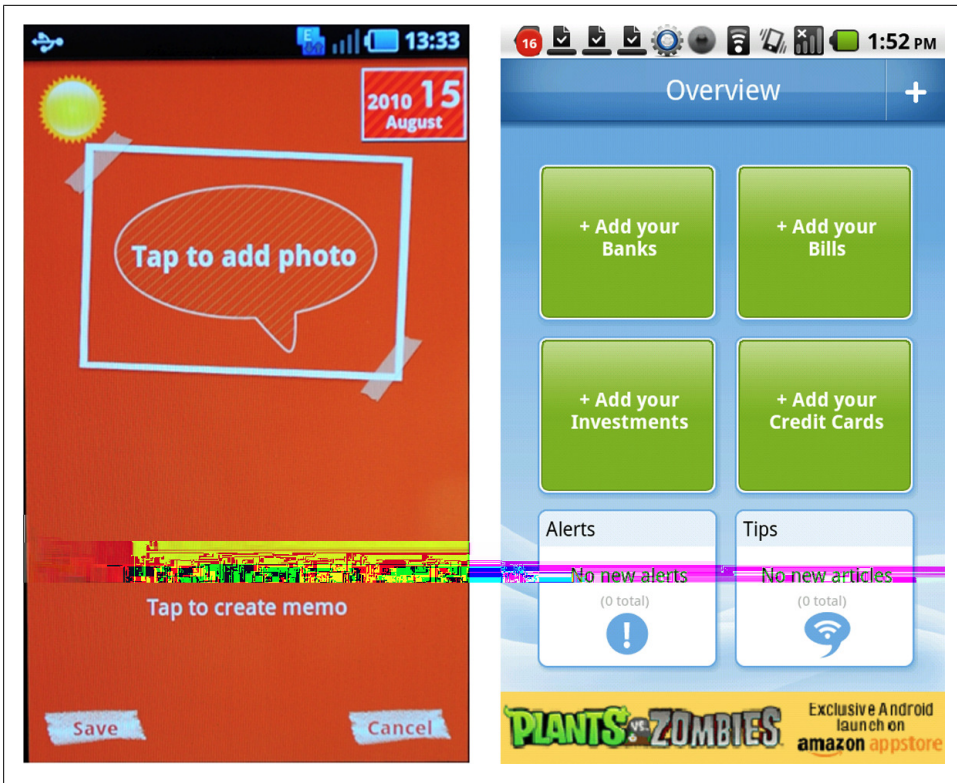 13:33
2010 15
August
Tap to add photo
Tap to create memo
Save
Cancel
16
1:52 PM
Overview
+
+ Add your
Banks
+ Add your
Bills
+ Add your
Investments
+ Add your
Credit Cards
Alerts
No new alerts
(0 total)
!
Tips
No new articles
(0 total)
PLANTS VS. ZOMBIES
Exclusive Android
launch on
amazon appstore